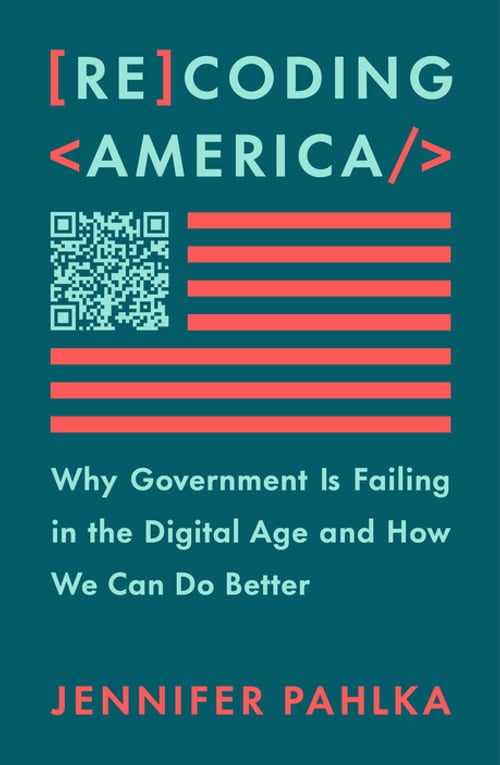 [RE]CODING
<AMERICA/>
Why Government Is Failing
in the Digital Age and How
We Can Do Better
JENNIFER PAHLKA